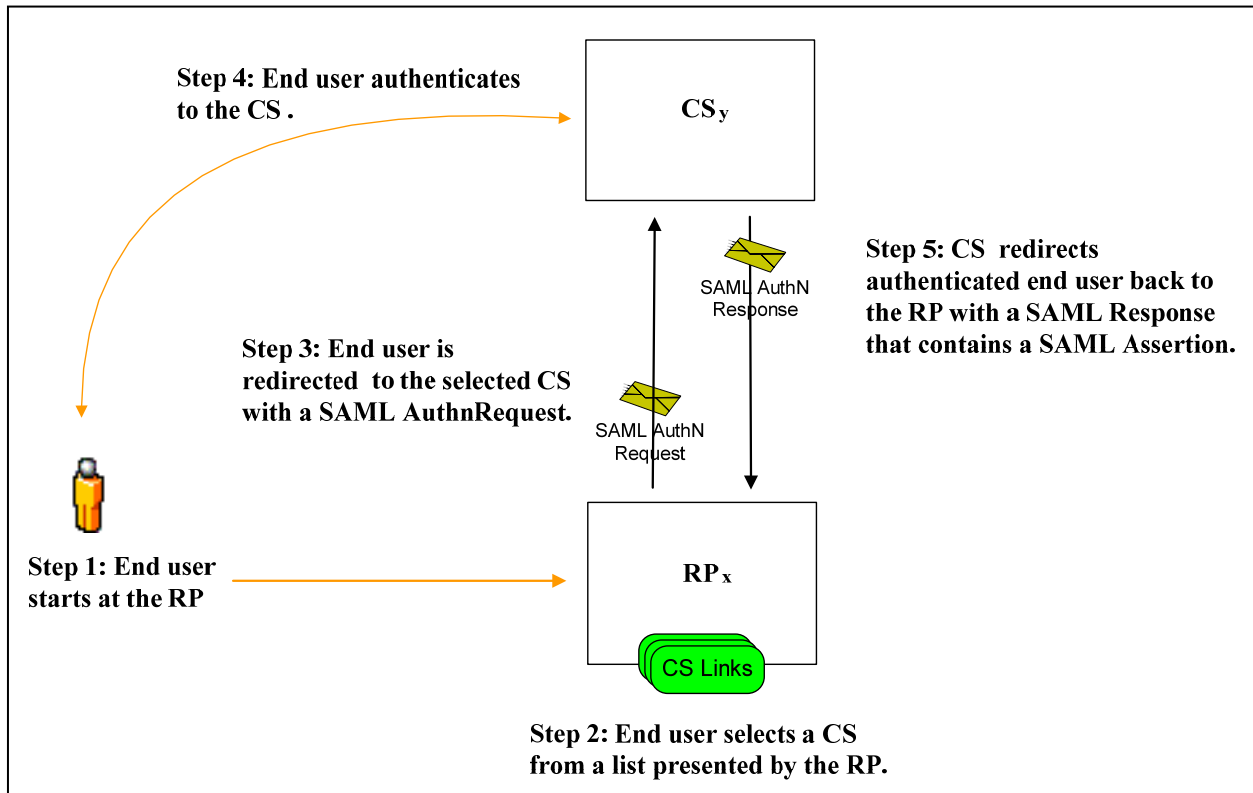 Step 4: End user authenticates
to the CS .
CSy
Step 5: CS redirects
authenticated end user back to
the RP with a SAML Response
that contains a SAML Assertion.
SAML AuthN
Response
Step 3: End user is
redirected to the selected CS
with a SAML AuthnRequest.
SAML AuthN
Request
Step 1: End user
starts at the RP
RPx
CS Links
Step 2: End user selects a CS
from a list presented by the RP.